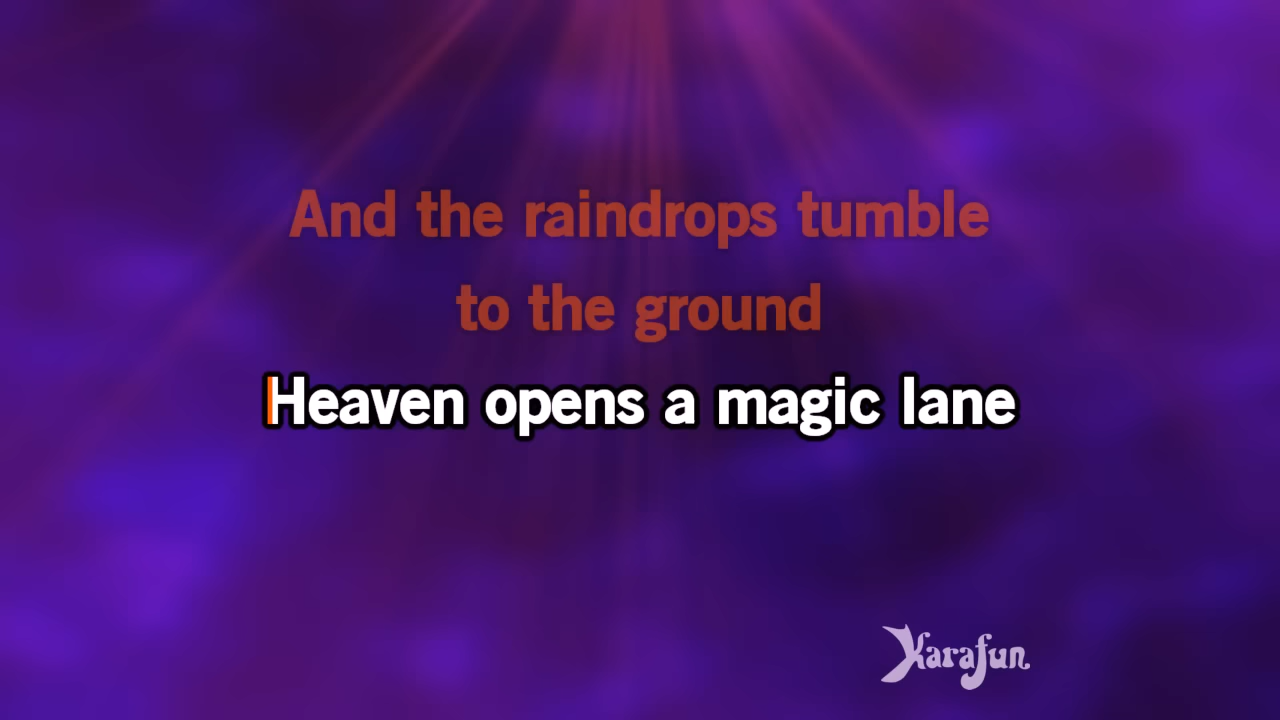 And the raindrops tumble
to the ground
Heaven opens a magic lane
Karafun